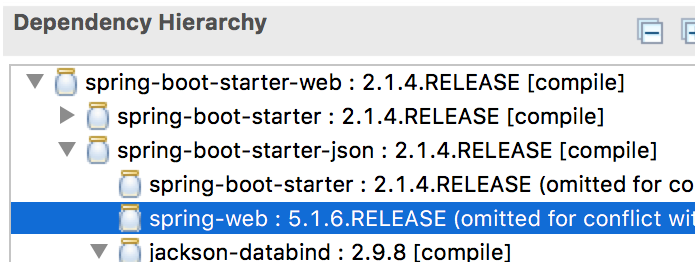 Dependency Hierarchy
spring-boot-starter-web : 2.1.4.RELEASE [compile]
spring-boot-starter : 2.1.4.RELEASE [compile]
spring-boot-starter-json : 2.1.4.RELEASE [compile]
spring-boot-starter : 2.1.4.RELEASE (omitted for co
spring-web : 5.1.6.RELEASE (omitted for conflict wit
jackson-databind : 2.9.8 [compile]